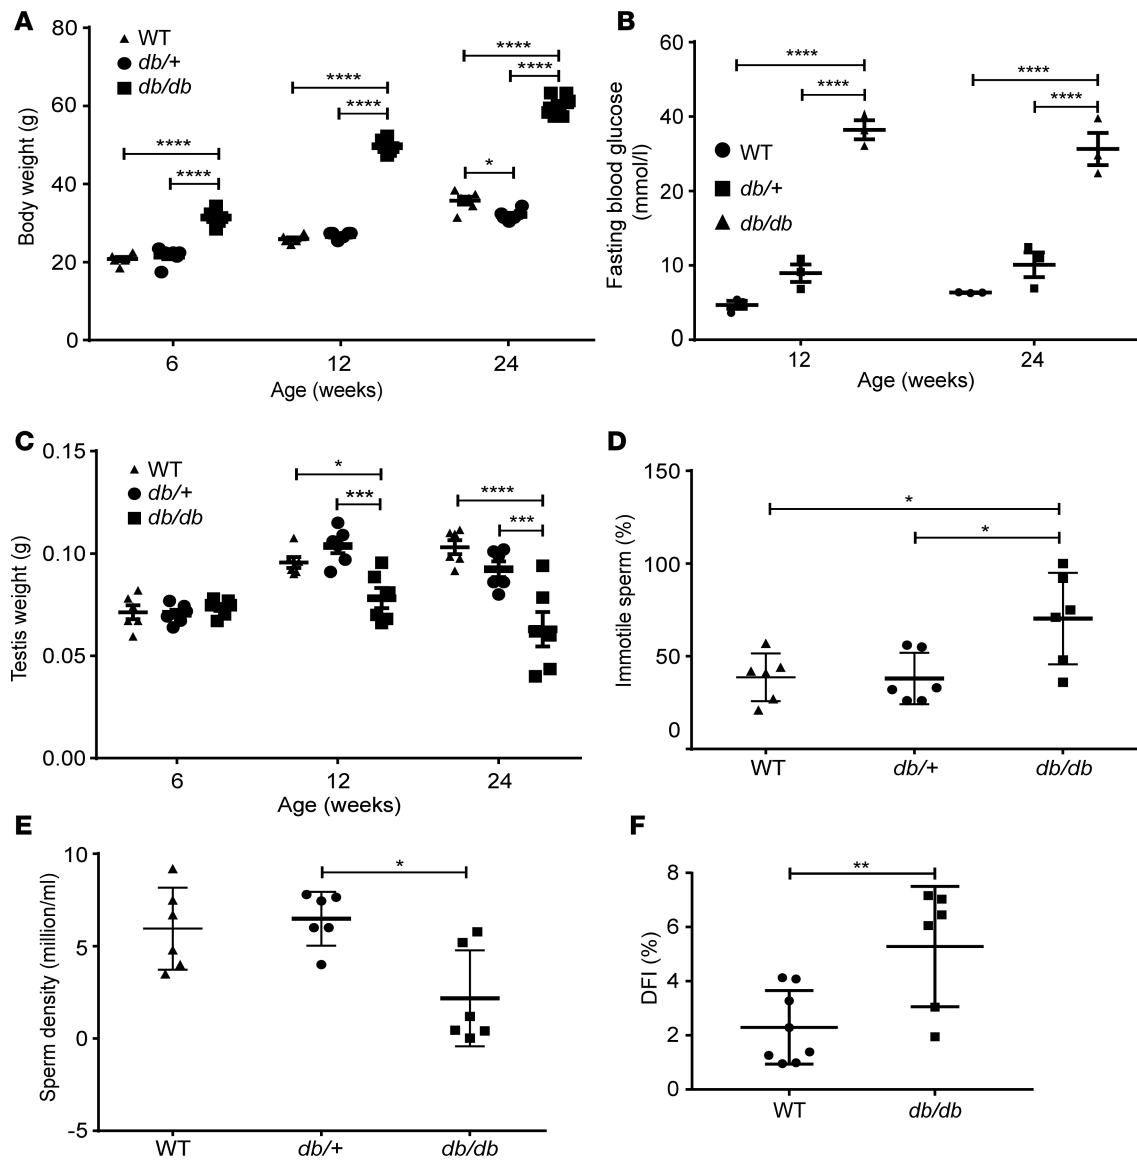 A
80
60
40
20
0
Body weight (g)
WT
db/+
db/db
****
****
****
****
****
****
*
6
12
24
Age (weeks)
B
60
40
20
10
0
Fasting blood glucose
(mmol/l)
WT
db/+
db/db
****
****
****
****
12
24
Age (weeks)
C
0.15
0.10
0.05
0.00
Testis weight (g)
WT
db/+
db/db
*
***
****
***
6
12
24
Age (weeks)
D
150
100
50
0
Immotile sperm (%)
*
*
WT
db/+
db/db
E
10
5
0
-5
Sperm density (million/ml)
*
WT
db/+
db/db
F
8
6
4
2
0
DFI (%)
**
WT
db/db